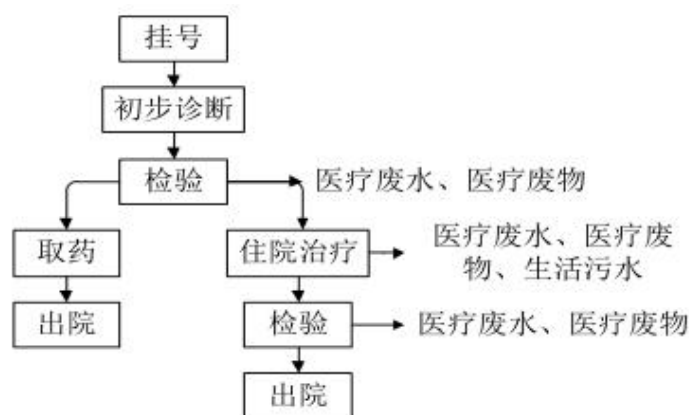 挂号
初步诊断
检验
医疗废水、医疗废物
取药
住院治疗
医疗废水、医疗废
物、生活污水
出院
检验
医疗废水、医疗废物
出院